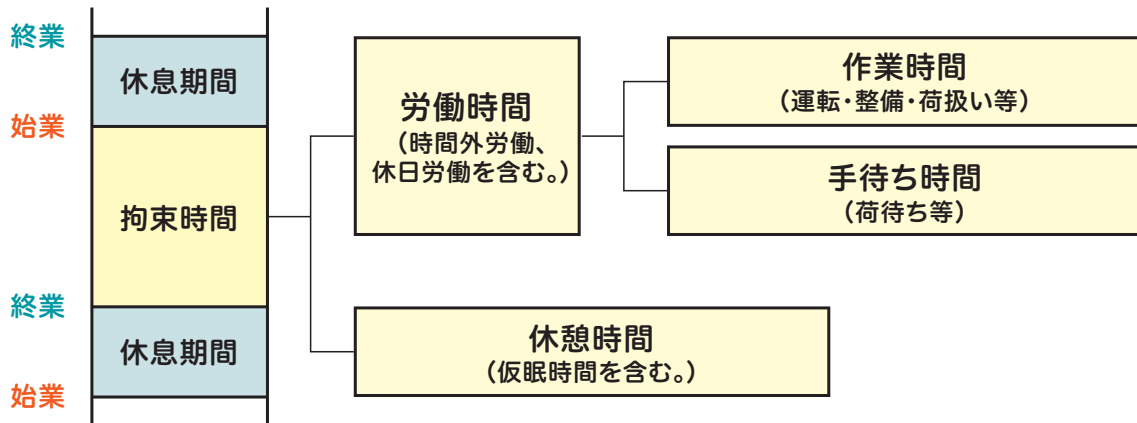 終業
休息期間
始業
拘束時間
終業
休息期間
始業
労働時間
（時間外労働、
休日労働を含む。）
作業時間
（運転・整備・荷扱い等）
手待ち時間
（荷待ち等）
休憩時間
（仮眠時間を含む。）